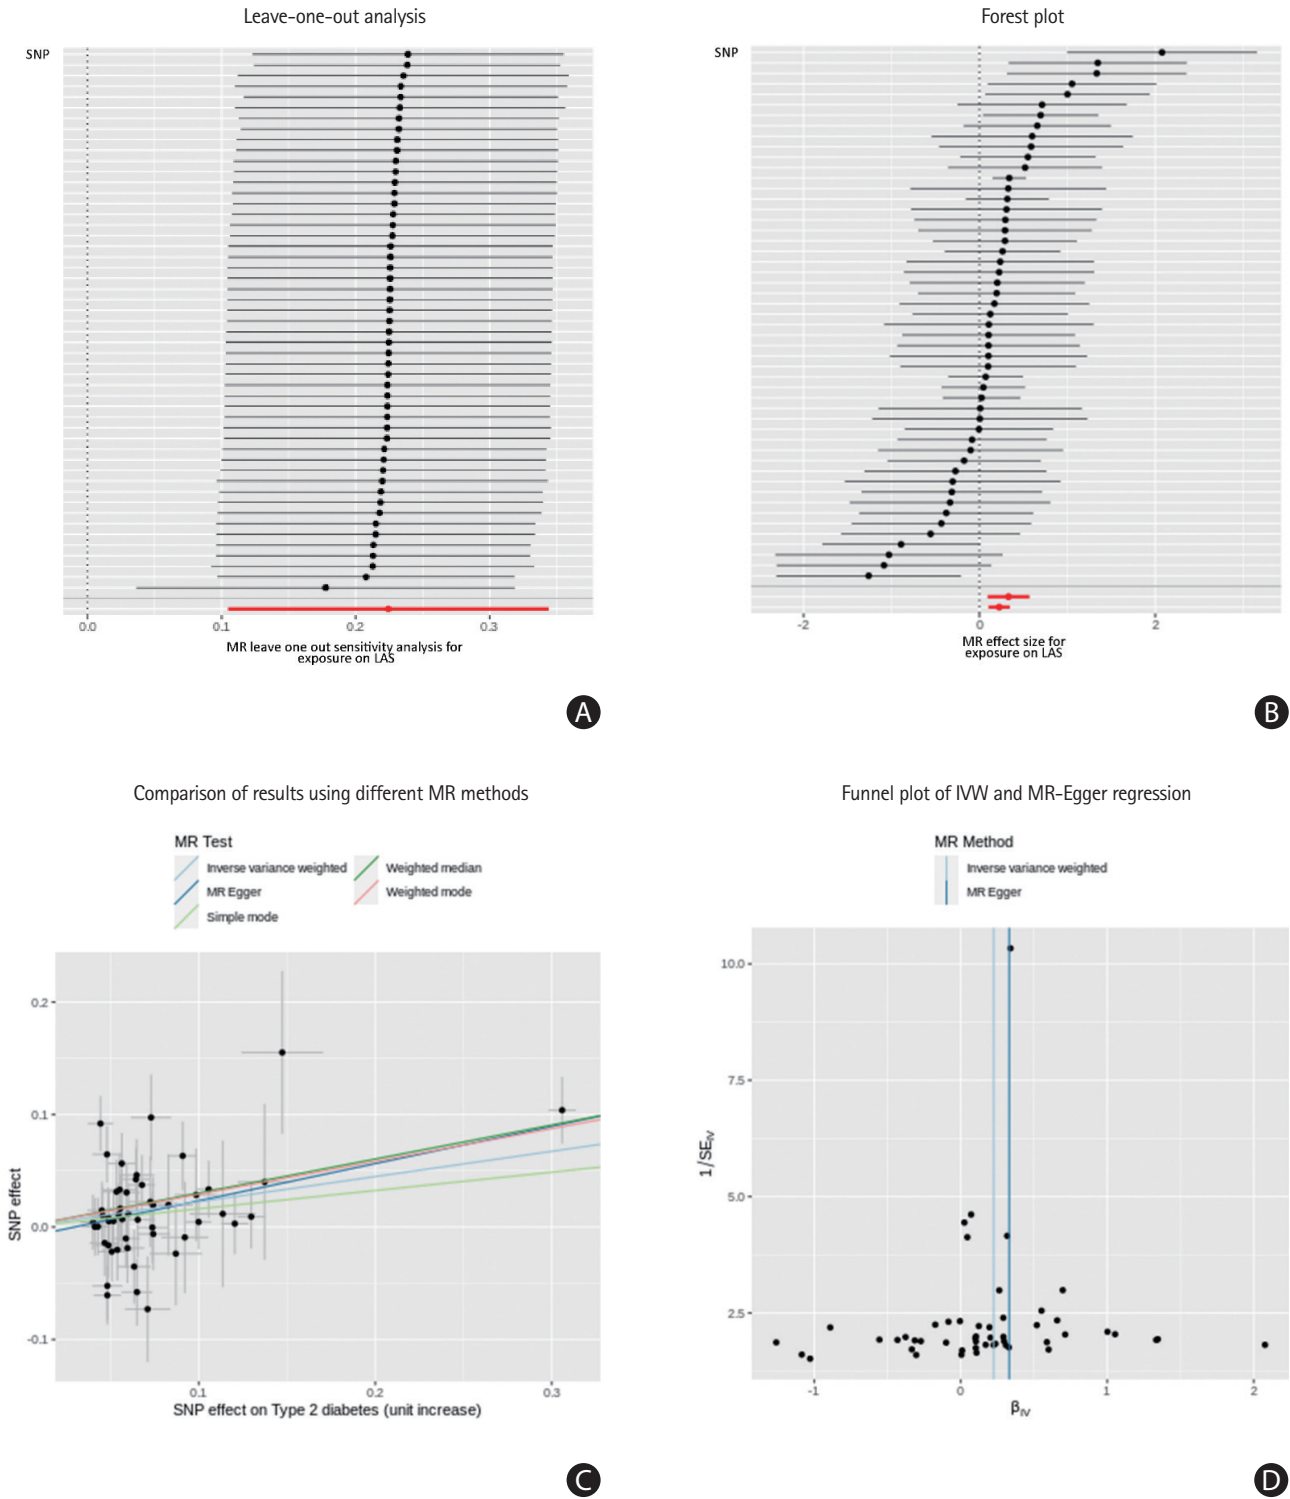 Leave-one-out analysis
SNP
0.0
0.1
0.2
0.3
MR leave one out sensitivity analysis for
exposure on LAS
A
Forest plot
SNP
-2
0
2
MR effect size for
exposure on LAS
B
Comparison of results using different MR methods
MR Test
Inverse variance weighted
Weighted median
MR Egger
Weighted mode
Simple mode
SNP effect
0.2
0.1
0.0
-0.1
0.1
0.2
0.3
SNP effect on Type 2 diabetes (unit increase)
C
Funnel plot of IVW and MR-Egger regression
MR Method
Inverse variance weighted
MR Egger
1/SE_IV
10.0
7.5
5.0
2.5
-1
0
1
2
β_IV
D